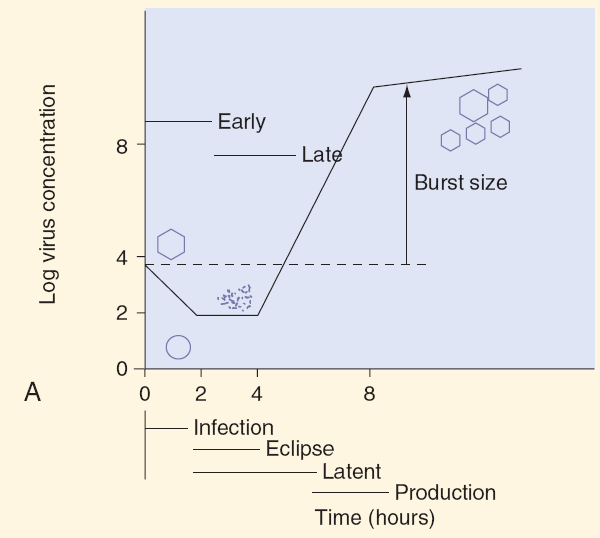 Log virus concentration
Early
8
Late
Burst size
4
2
0
A
0 2 4 8
Infection
Eclipse
Latent
Production
Time (hours)